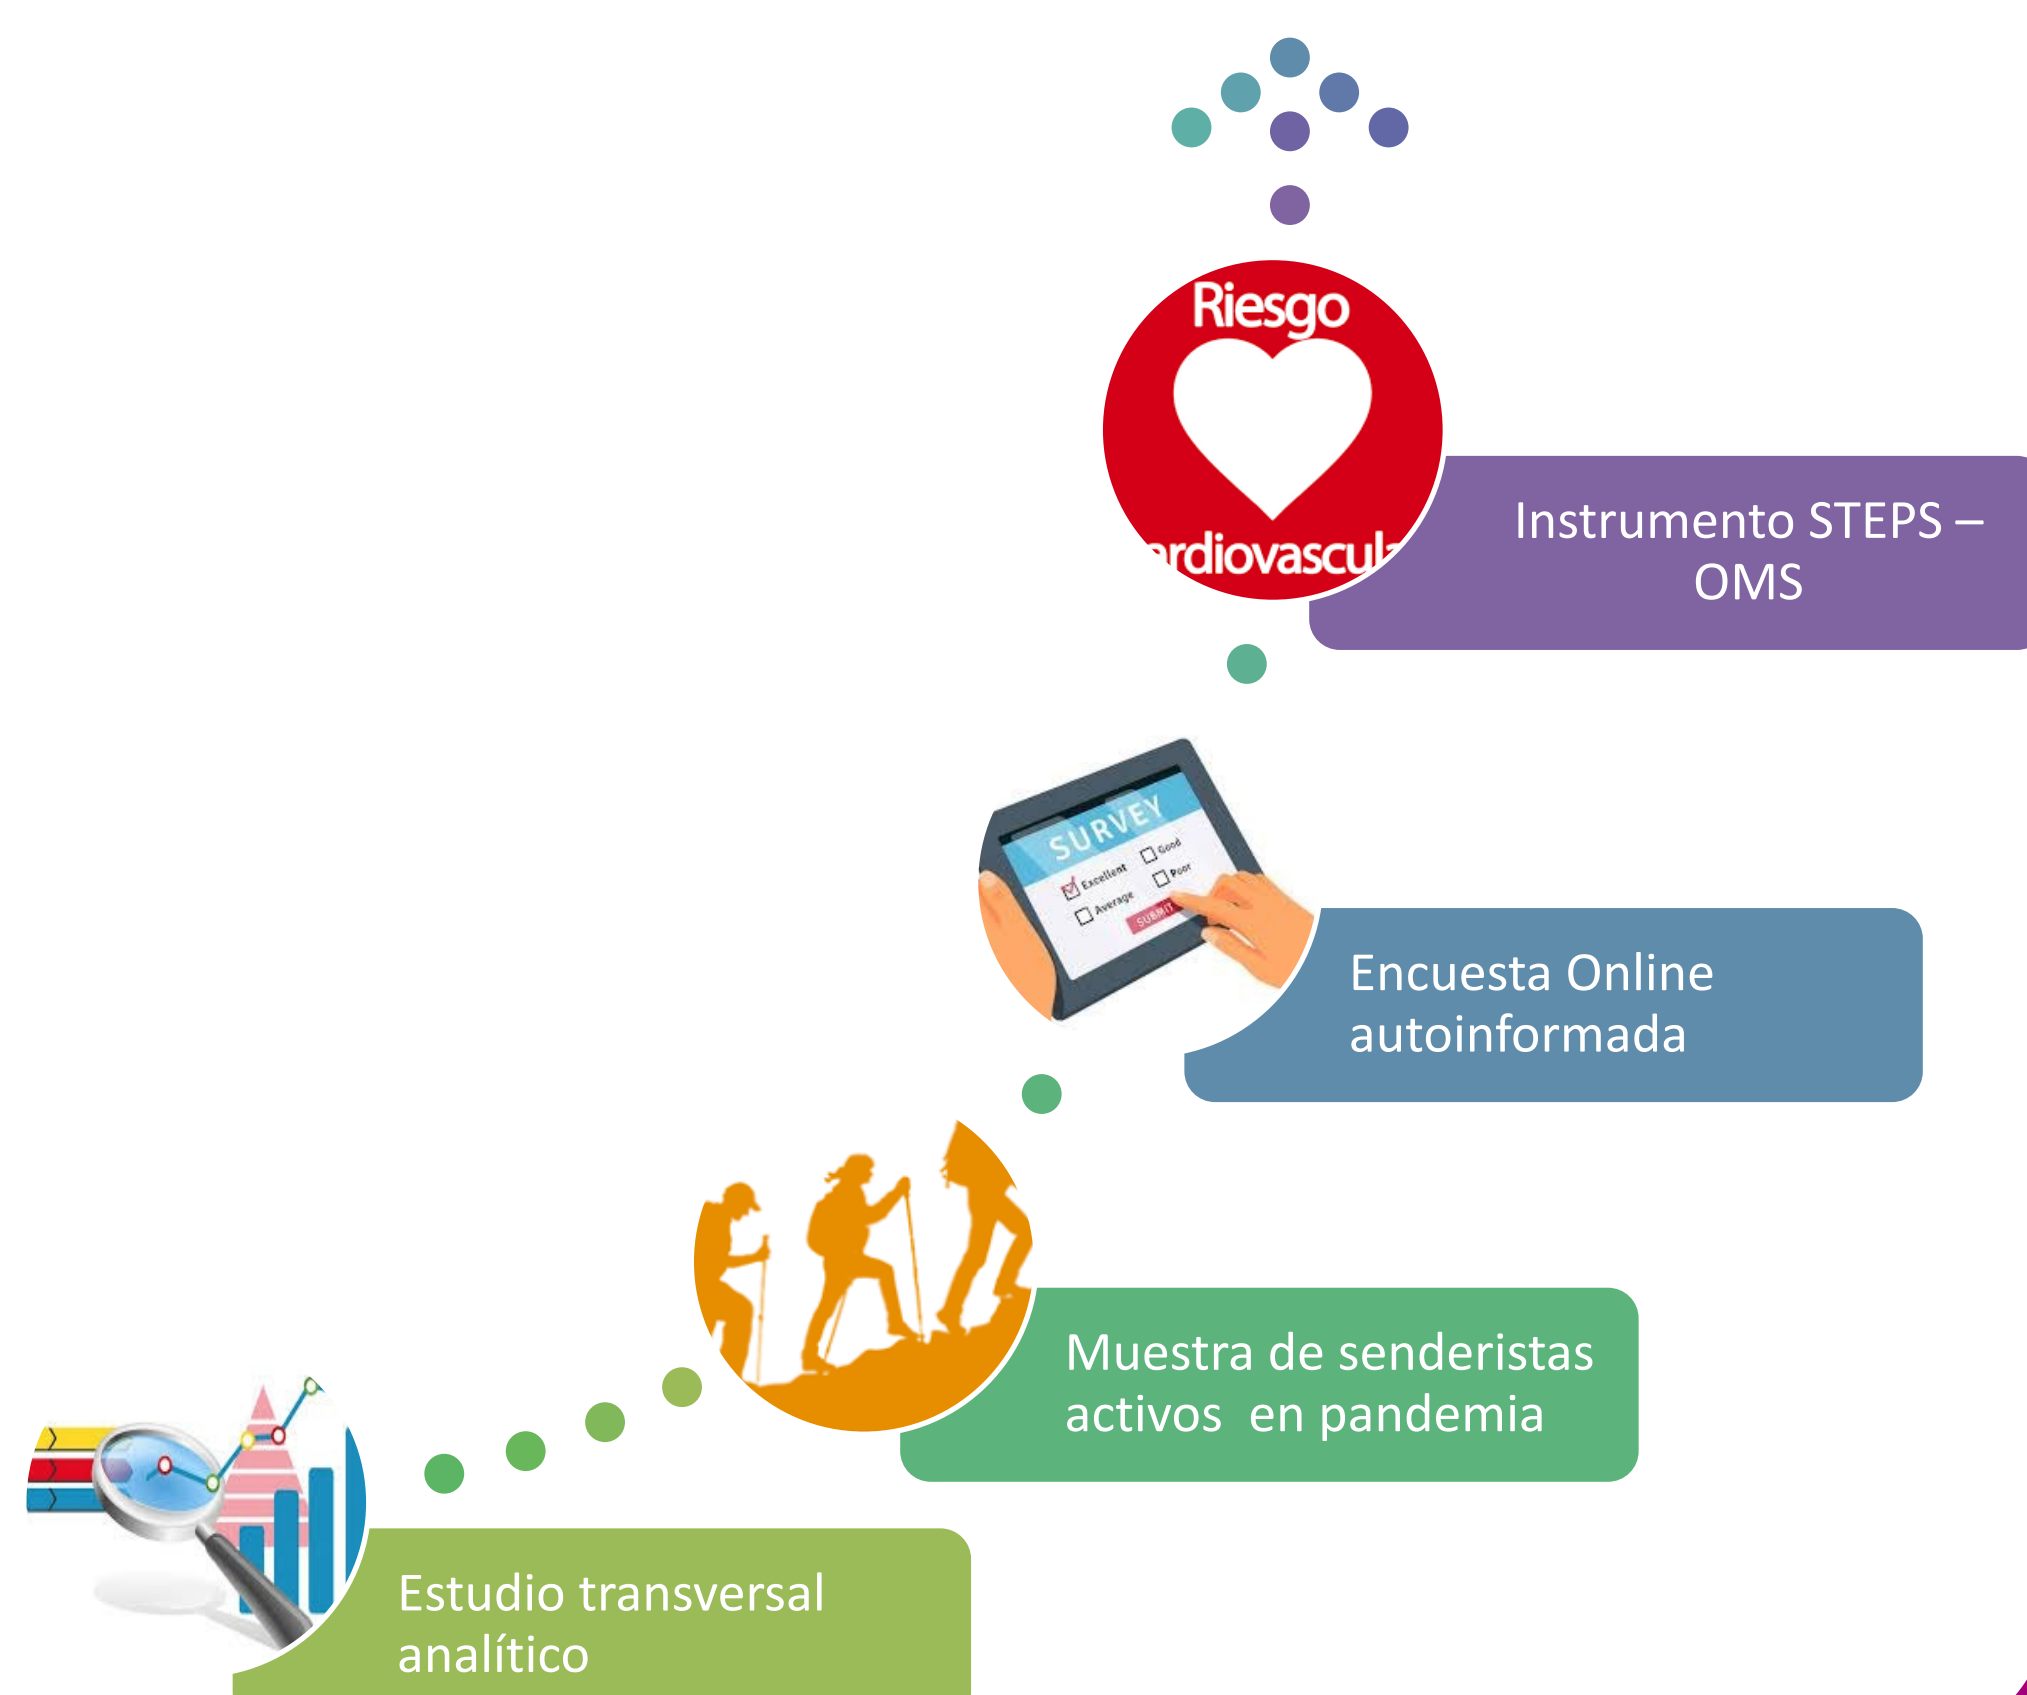 Riesgo
ardiovascula
Instrumento STEPS –
OMS
SURVEY
Excellent
Good
Average
Poor
SUBMIT
Encuesta Online
autoinformada
Muestra de senderistas
activos  en pandemia
Estudio transversal
analítico